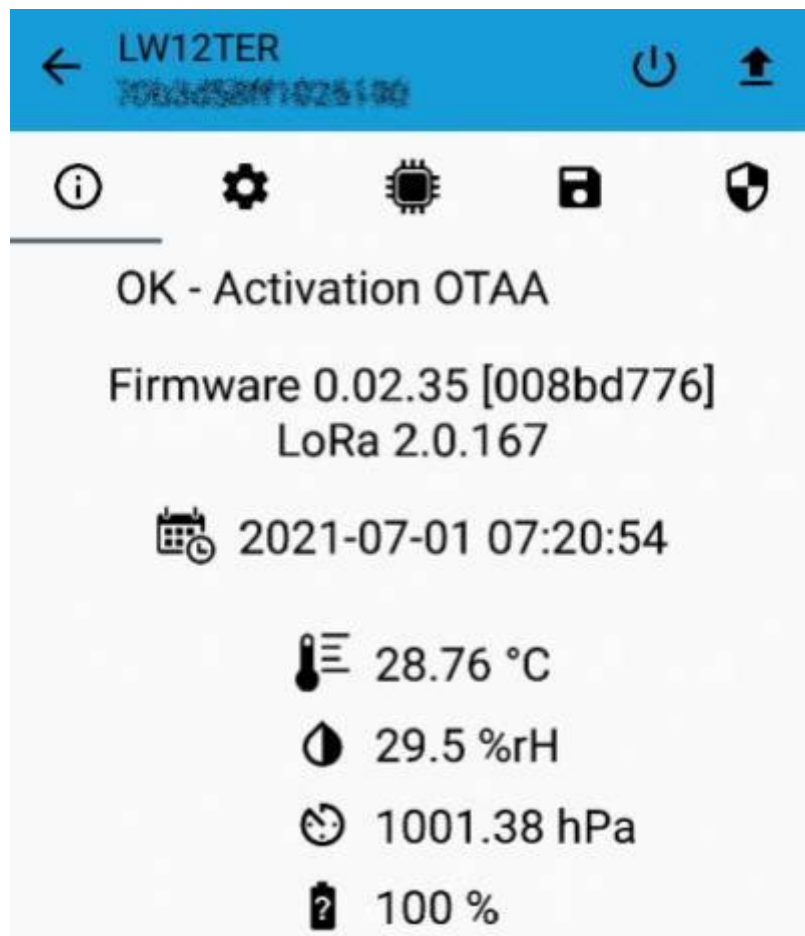 LW12TER
OK - Activation OTAA
Firmware 0.02.35 [008bd776]
LoRa 2.0.167
2021-07-01 07:20:54
28.76 °C
29.5 %rH
1001.38 hPa
100 %